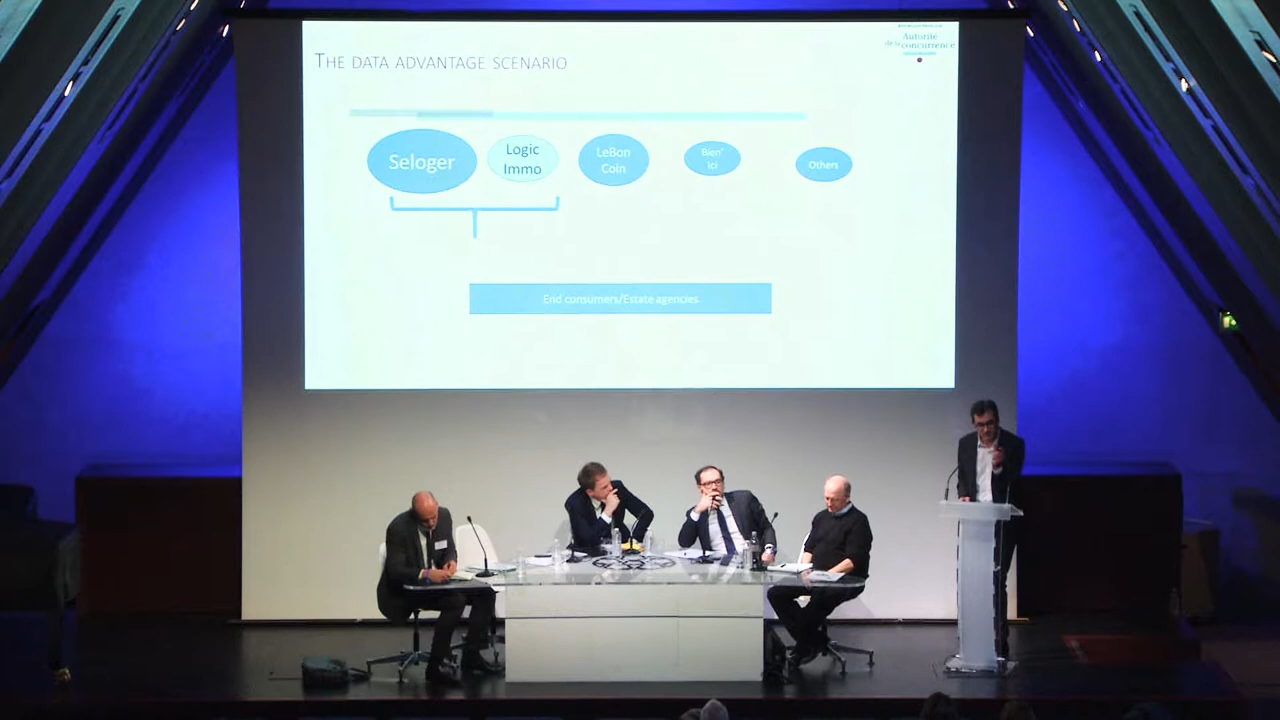 THE DATA ADVANTAGE SCENARIO
Autorité
de la concurrence
Seloger
Logic
Immo
LeBon
Coin
Bien'
Ici
Others
End consumers/Estate agencies